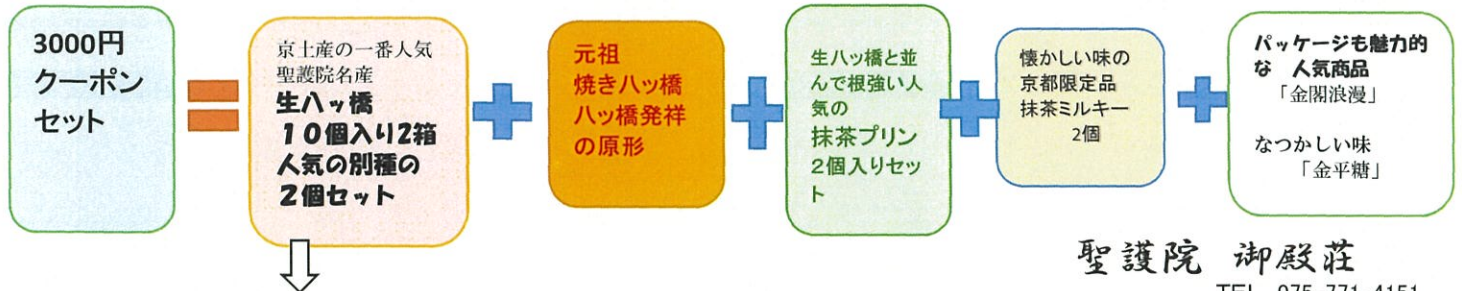 3000円
クーポン
セット
京土産の一番人気
聖護院名産
生八ッ橋
１０個入り2箱
人気の別種の
２個セット
元祖
焼き八ッ橋
八ッ橋発祥
の原形
生八ッ橋と並
んで根強い人
気の
抹茶プリン
２個入りセッ
ト
懐かしい味の
京都限定品
抹茶ミルキー
2個
パッケージも魅力的
な　人気商品
「金閣浪漫」
なつかしい味
「金平糖」
聖護院　御殿荘
TEL 075-771-4151